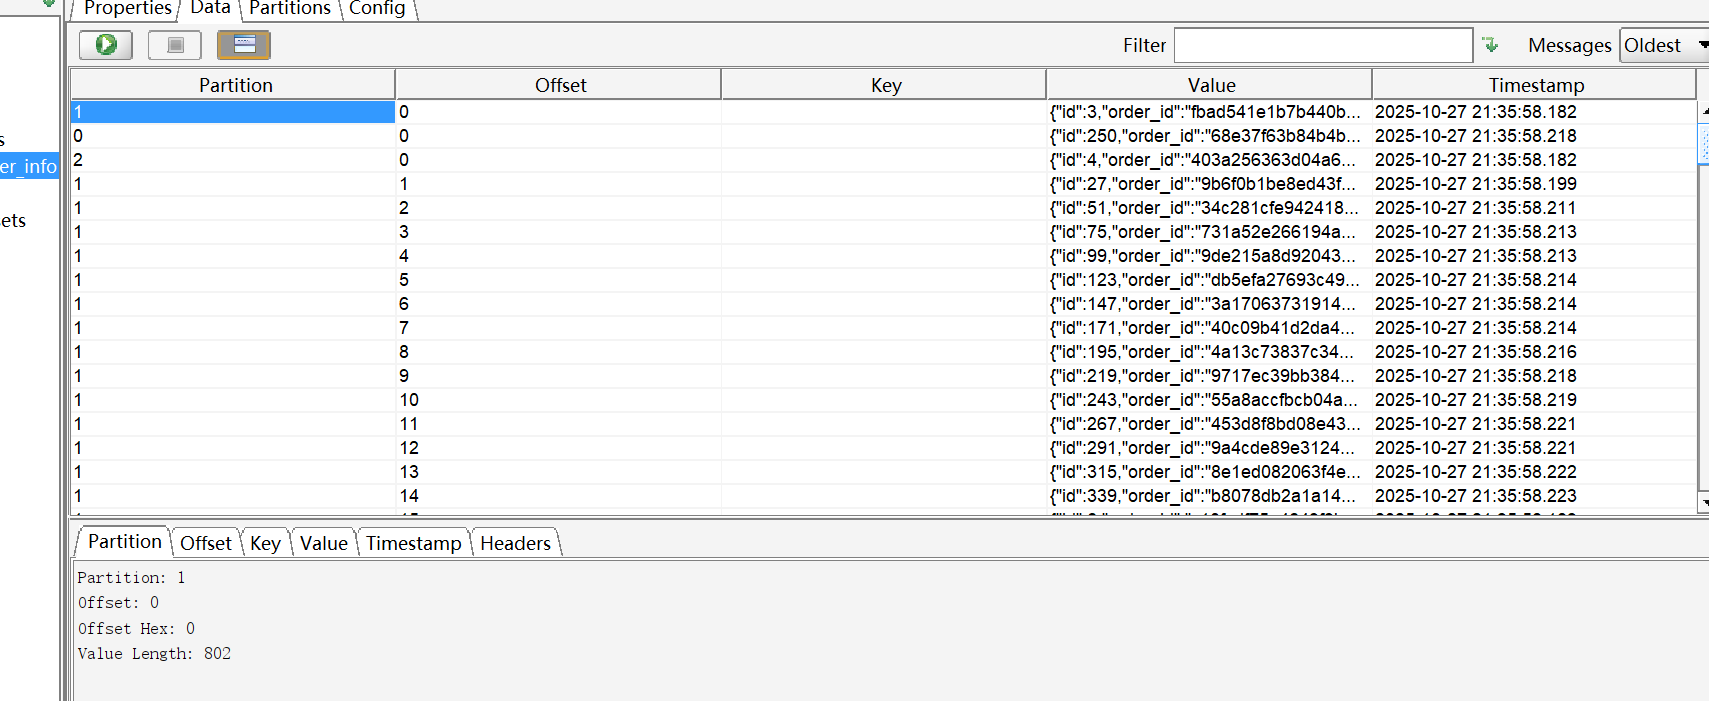 Properties Data Partitions Config
Filter Messages Oldest
Partition Offset Key Value Timestamp
1 0 {"id":3,"order_id":"fbad541e1b7b440b... 2025-10-27 21:35:58.182
s
0 0 {"id":250,"order_id":"68e37f63b84b4b... 2025-10-27 21:35:58.218
er_info
2 0 {"id":4,"order_id":"403a256363d04a6... 2025-10-27 21:35:58.182
1 1 {"id":27,"order_id":"9b6f0b1be8ed43f... 2025-10-27 21:35:58.199
ets
1 2 {"id":51,"order_id":"34c281cfe942418... 2025-10-27 21:35:58.211
1 3 {"id":75,"order_id":"731a52e266194a... 2025-10-27 21:35:58.213
1 4 {"id":99,"order_id":"9de215a8d92043... 2025-10-27 21:35:58.213
1 5 {"id":123,"order_id":"db5efa27693c49... 2025-10-27 21:35:58.214
1 6 {"id":147,"order_id":"3a17063731914... 2025-10-27 21:35:58.214
1 7 {"id":171,"order_id":"40c09b41d2da4... 2025-10-27 21:35:58.214
1 8 {"id":195,"order_id":"4a13c73837c34... 2025-10-27 21:35:58.216
1 9 {"id":219,"order_id":"9717ec39bb384... 2025-10-27 21:35:58.218
1 10 {"id":243,"order_id":"55a8accfbcb04a... 2025-10-27 21:35:58.219
1 11 {"id":267,"order_id":"453d8f8bd08e43... 2025-10-27 21:35:58.221
1 12 {"id":291,"order_id":"9a4cde89e3124... 2025-10-27 21:35:58.221
1 13 {"id":315,"order_id":"8e1ed082063f4e... 2025-10-27 21:35:58.222
1 14 {"id":339,"order_id":"b8078db2a1a14... 2025-10-27 21:35:58.223
Partition Offset Key Value Timestamp Headers
Partition: 1
Offset: 0
Offset Hex: 0
Value Length: 802